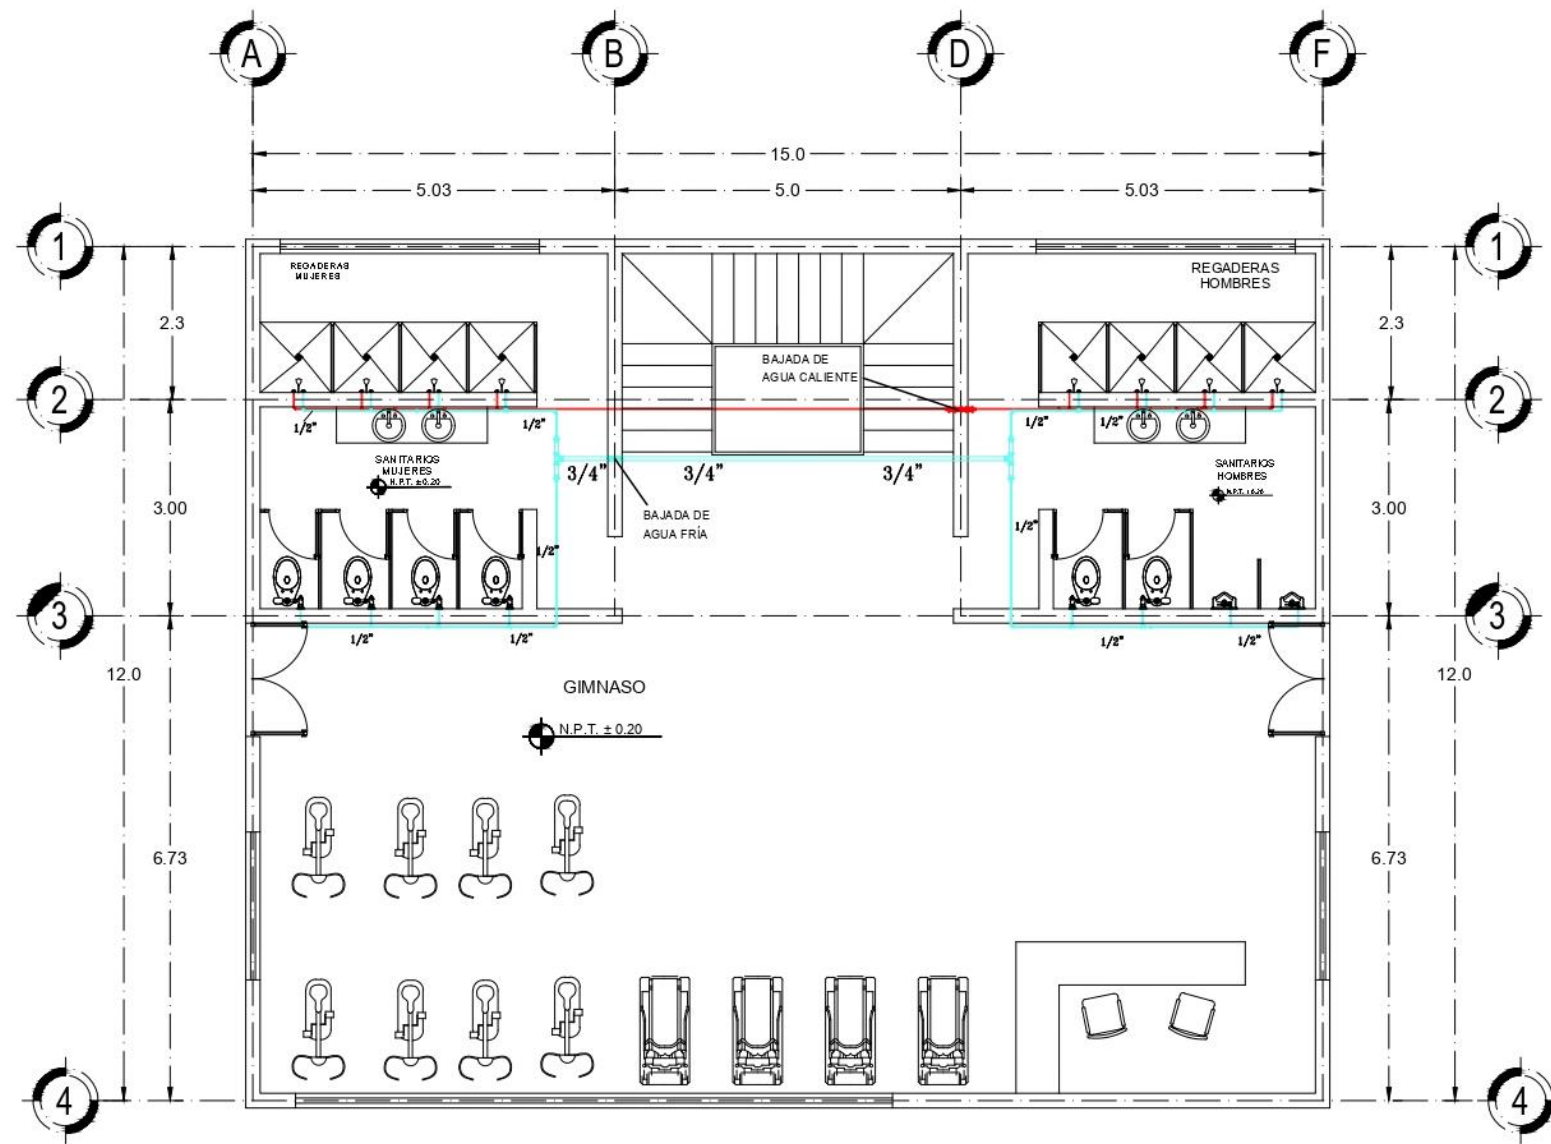 A B D F
15.0
5.03 5.0 5.03
1 1
REGADERAS
MUJERES
REGADERAS
HOMBRES
2.3 2.3
BAJADA DE
AGUA CALIENTE
2 2
1/2" 1/2" 1/2" 1/2"
SANITARIOS
MUJERES
N.P.T. ±0.20
3/4" 3/4" 3/4"
SANITARIOS
HOMBRES
N.P.T. ±0.20
3.00 3.00
BAJADA DE
AGUA FRÍA
1/2" 1/2"
3 3
1/2" 1/2" 1/2"
12.0 12.0
GIMNASO
N.P.T. ± 0.20
6.73 6.73
4 4